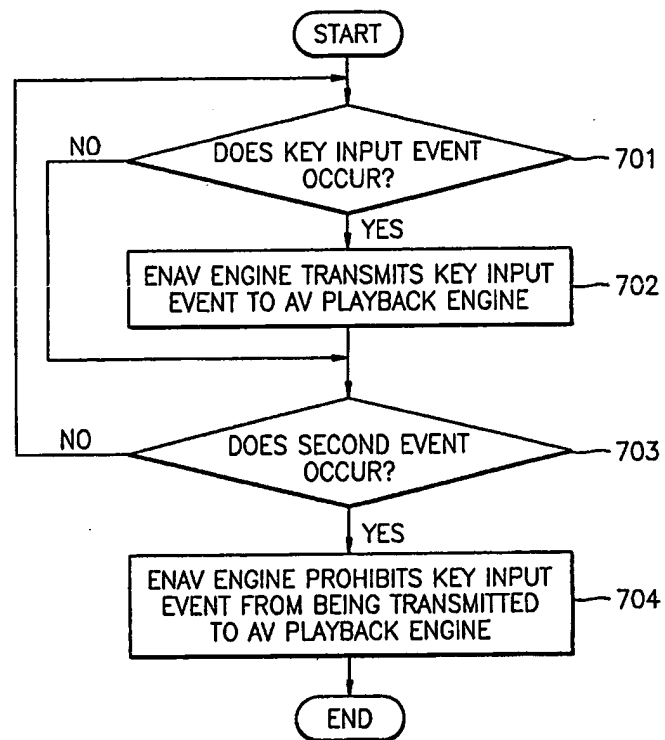 START
NO
DOES KEY INPUT EVENT
OCCUR?
701
YES
ENAV ENGINE TRANSMITS KEY INPUT
EVENT TO AV PLAYBACK ENGINE
702
NO
DOES SECOND EVENT
OCCUR?
703
YES
ENAV ENGINE PROHIBITS KEY INPUT
EVENT FROM BEING TRANSMITTED
TO AV PLAYBACK ENGINE
704
END